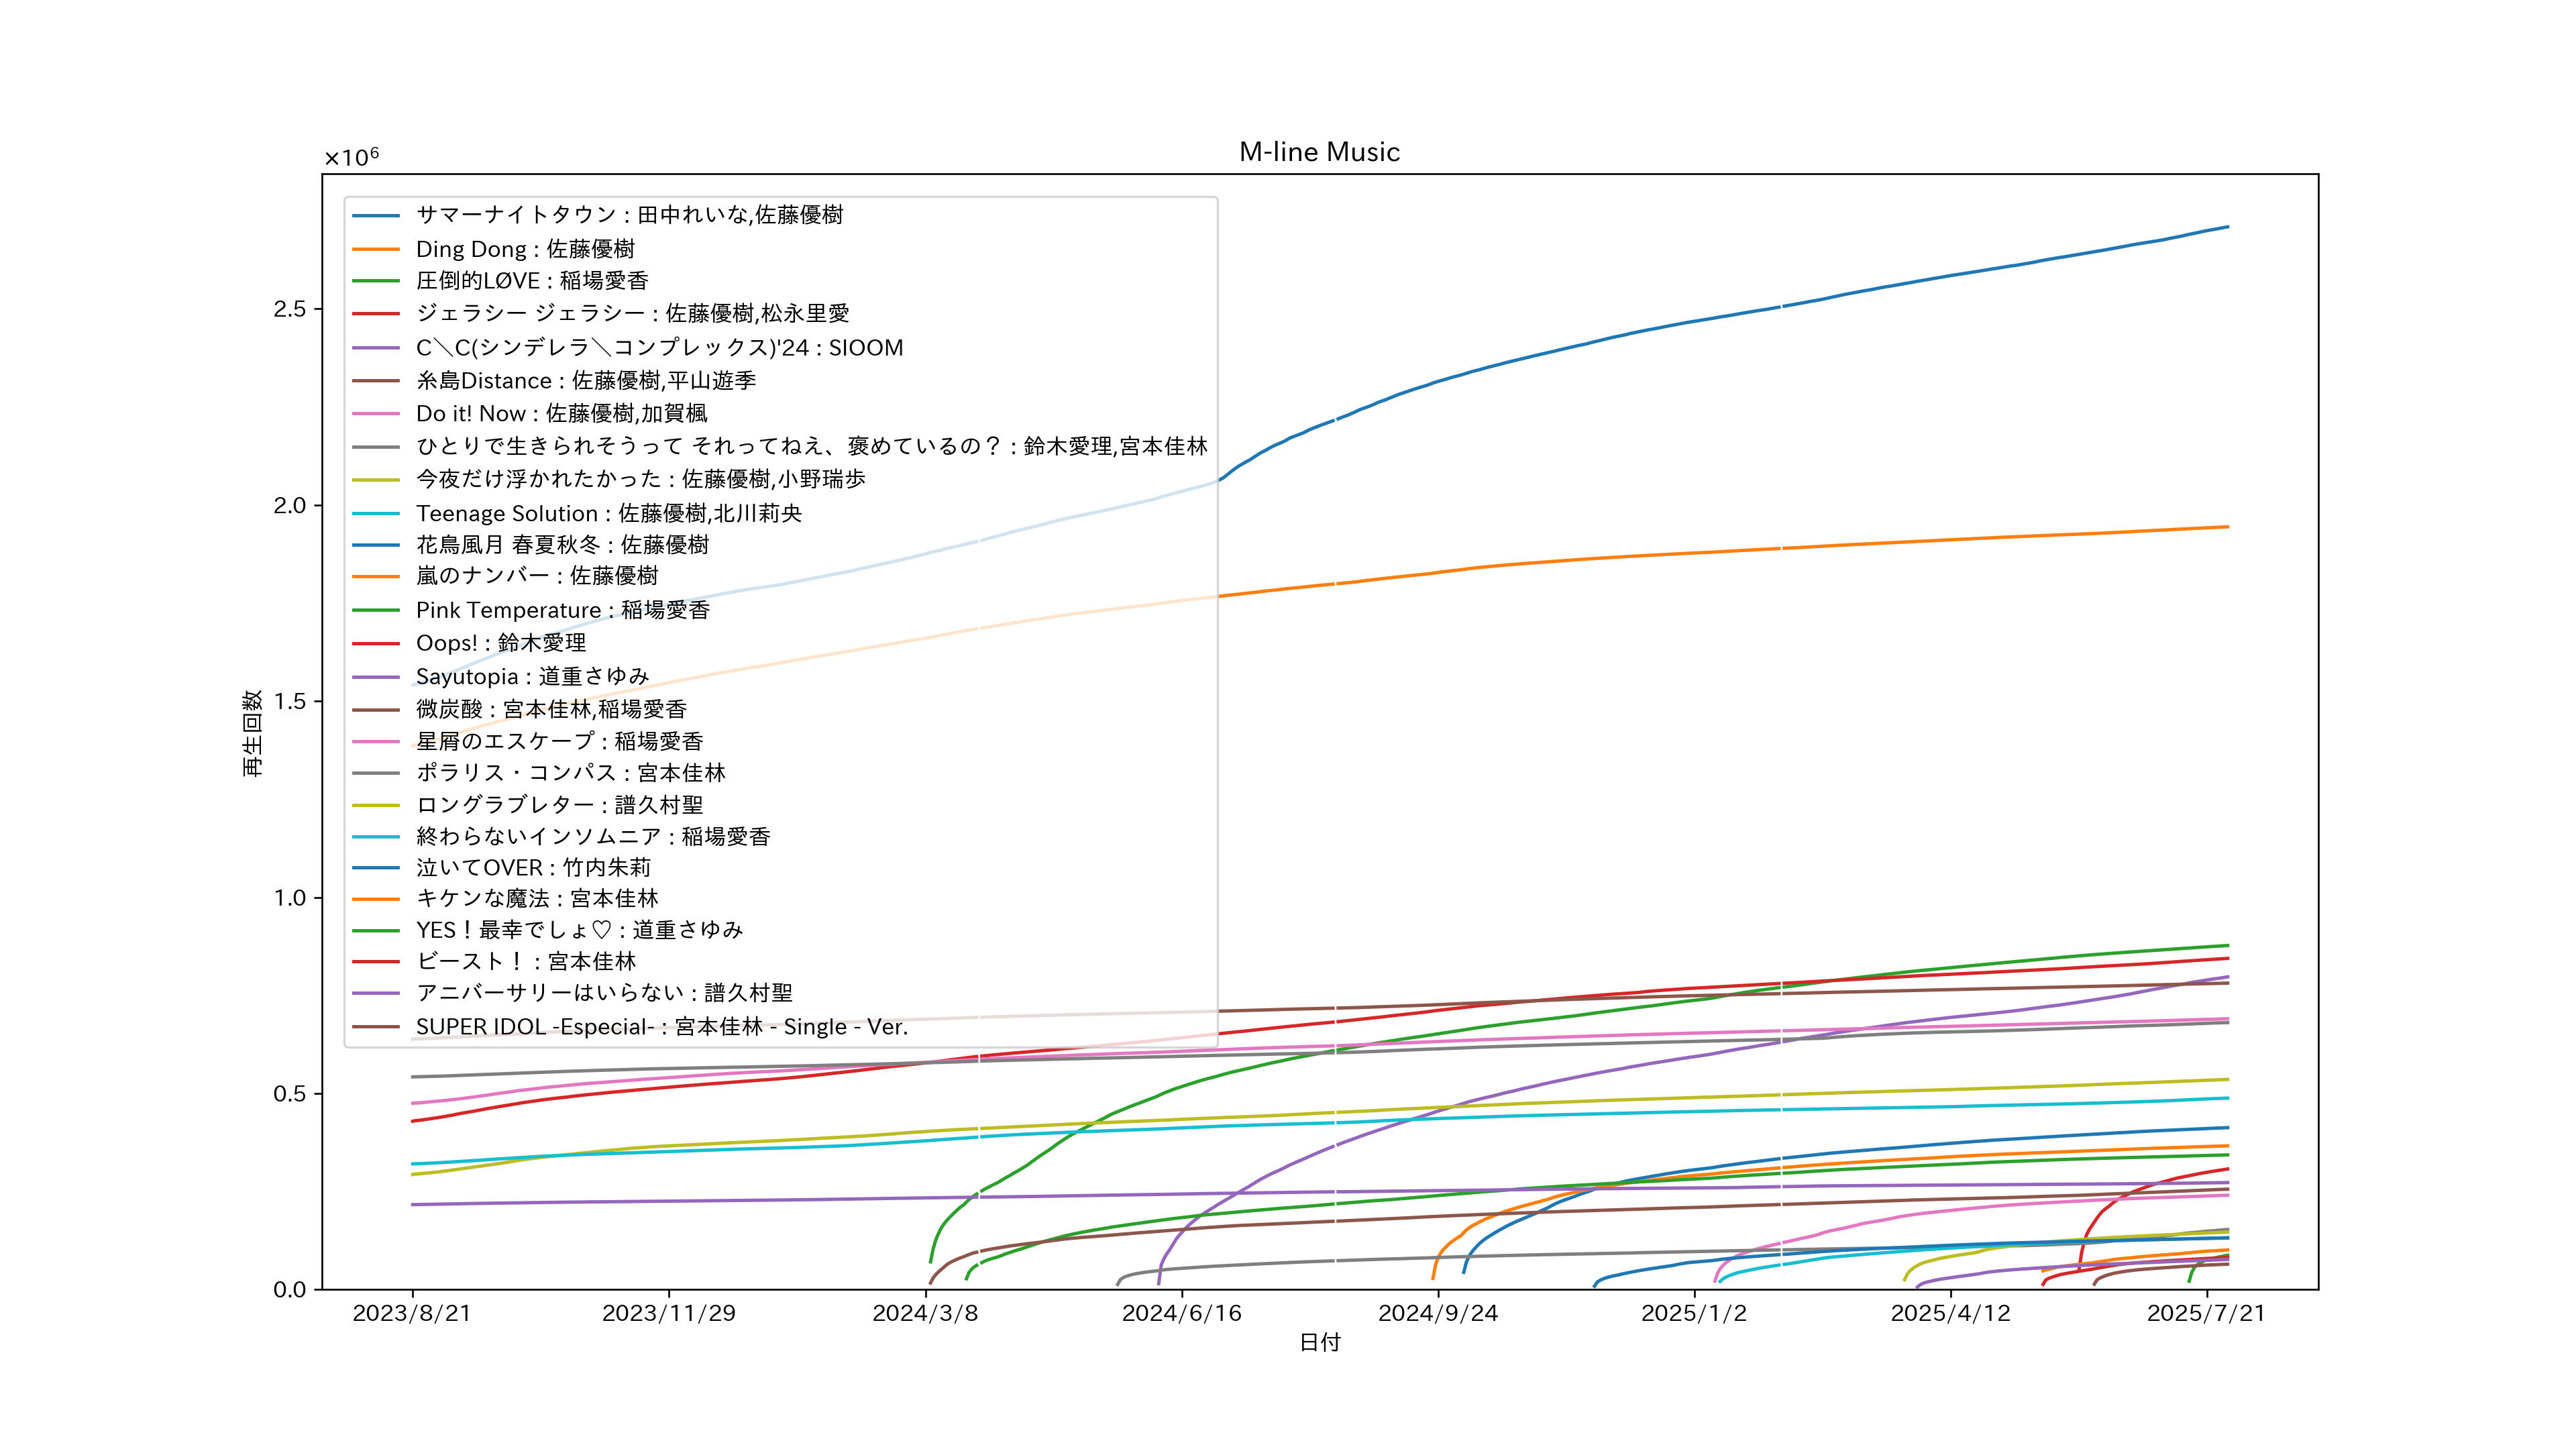 M-line Music
×10⁶
サマーナイトタウン : 田中れいな,佐藤優樹
Ding Dong : 佐藤優樹
圧倒的LØVE : 稲場愛香
ジェラシー ジェラシー : 佐藤優樹,松永里愛
C＼C(シンデレラ＼コンプレックス)'24 : SIOOM
糸島Distance : 佐藤優樹,平山遊季
Do it! Now : 佐藤優樹,加賀楓
ひとりで生きられそうって それってねえ、褒めているの？ : 鈴木愛理,宮本佳林
今夜だけ浮かれたかった : 佐藤優樹,小野瑞歩
Teenage Solution : 佐藤優樹,北川莉央
花鳥風月 春夏秋冬 : 佐藤優樹
嵐のナンバー : 佐藤優樹
Pink Temperature : 稲場愛香
Oops! : 鈴木愛理
Sayutopia : 道重さゆみ
微炭酸 : 宮本佳林,稲場愛香
星屑のエスケープ : 稲場愛香
ポラリス・コンパス : 宮本佳林
ロングラブレター : 譜久村聖
終わらないインソムニア : 稲場愛香
泣いてOVER : 竹内朱莉
キケンな魔法 : 宮本佳林
YES！最幸でしょ♡ : 道重さゆみ
ビースト！ : 宮本佳林
アニバーサリーはいらない : 譜久村聖
SUPER IDOL -Especial- : 宮本佳林 - Single - Ver.
2.5
2.0
1.5
1.0
0.5
0.0
再生回数
2023/8/21 2023/11/29 2024/3/8 2024/6/16 2024/9/24 2025/1/2 2025/4/12 2025/7/21
日付